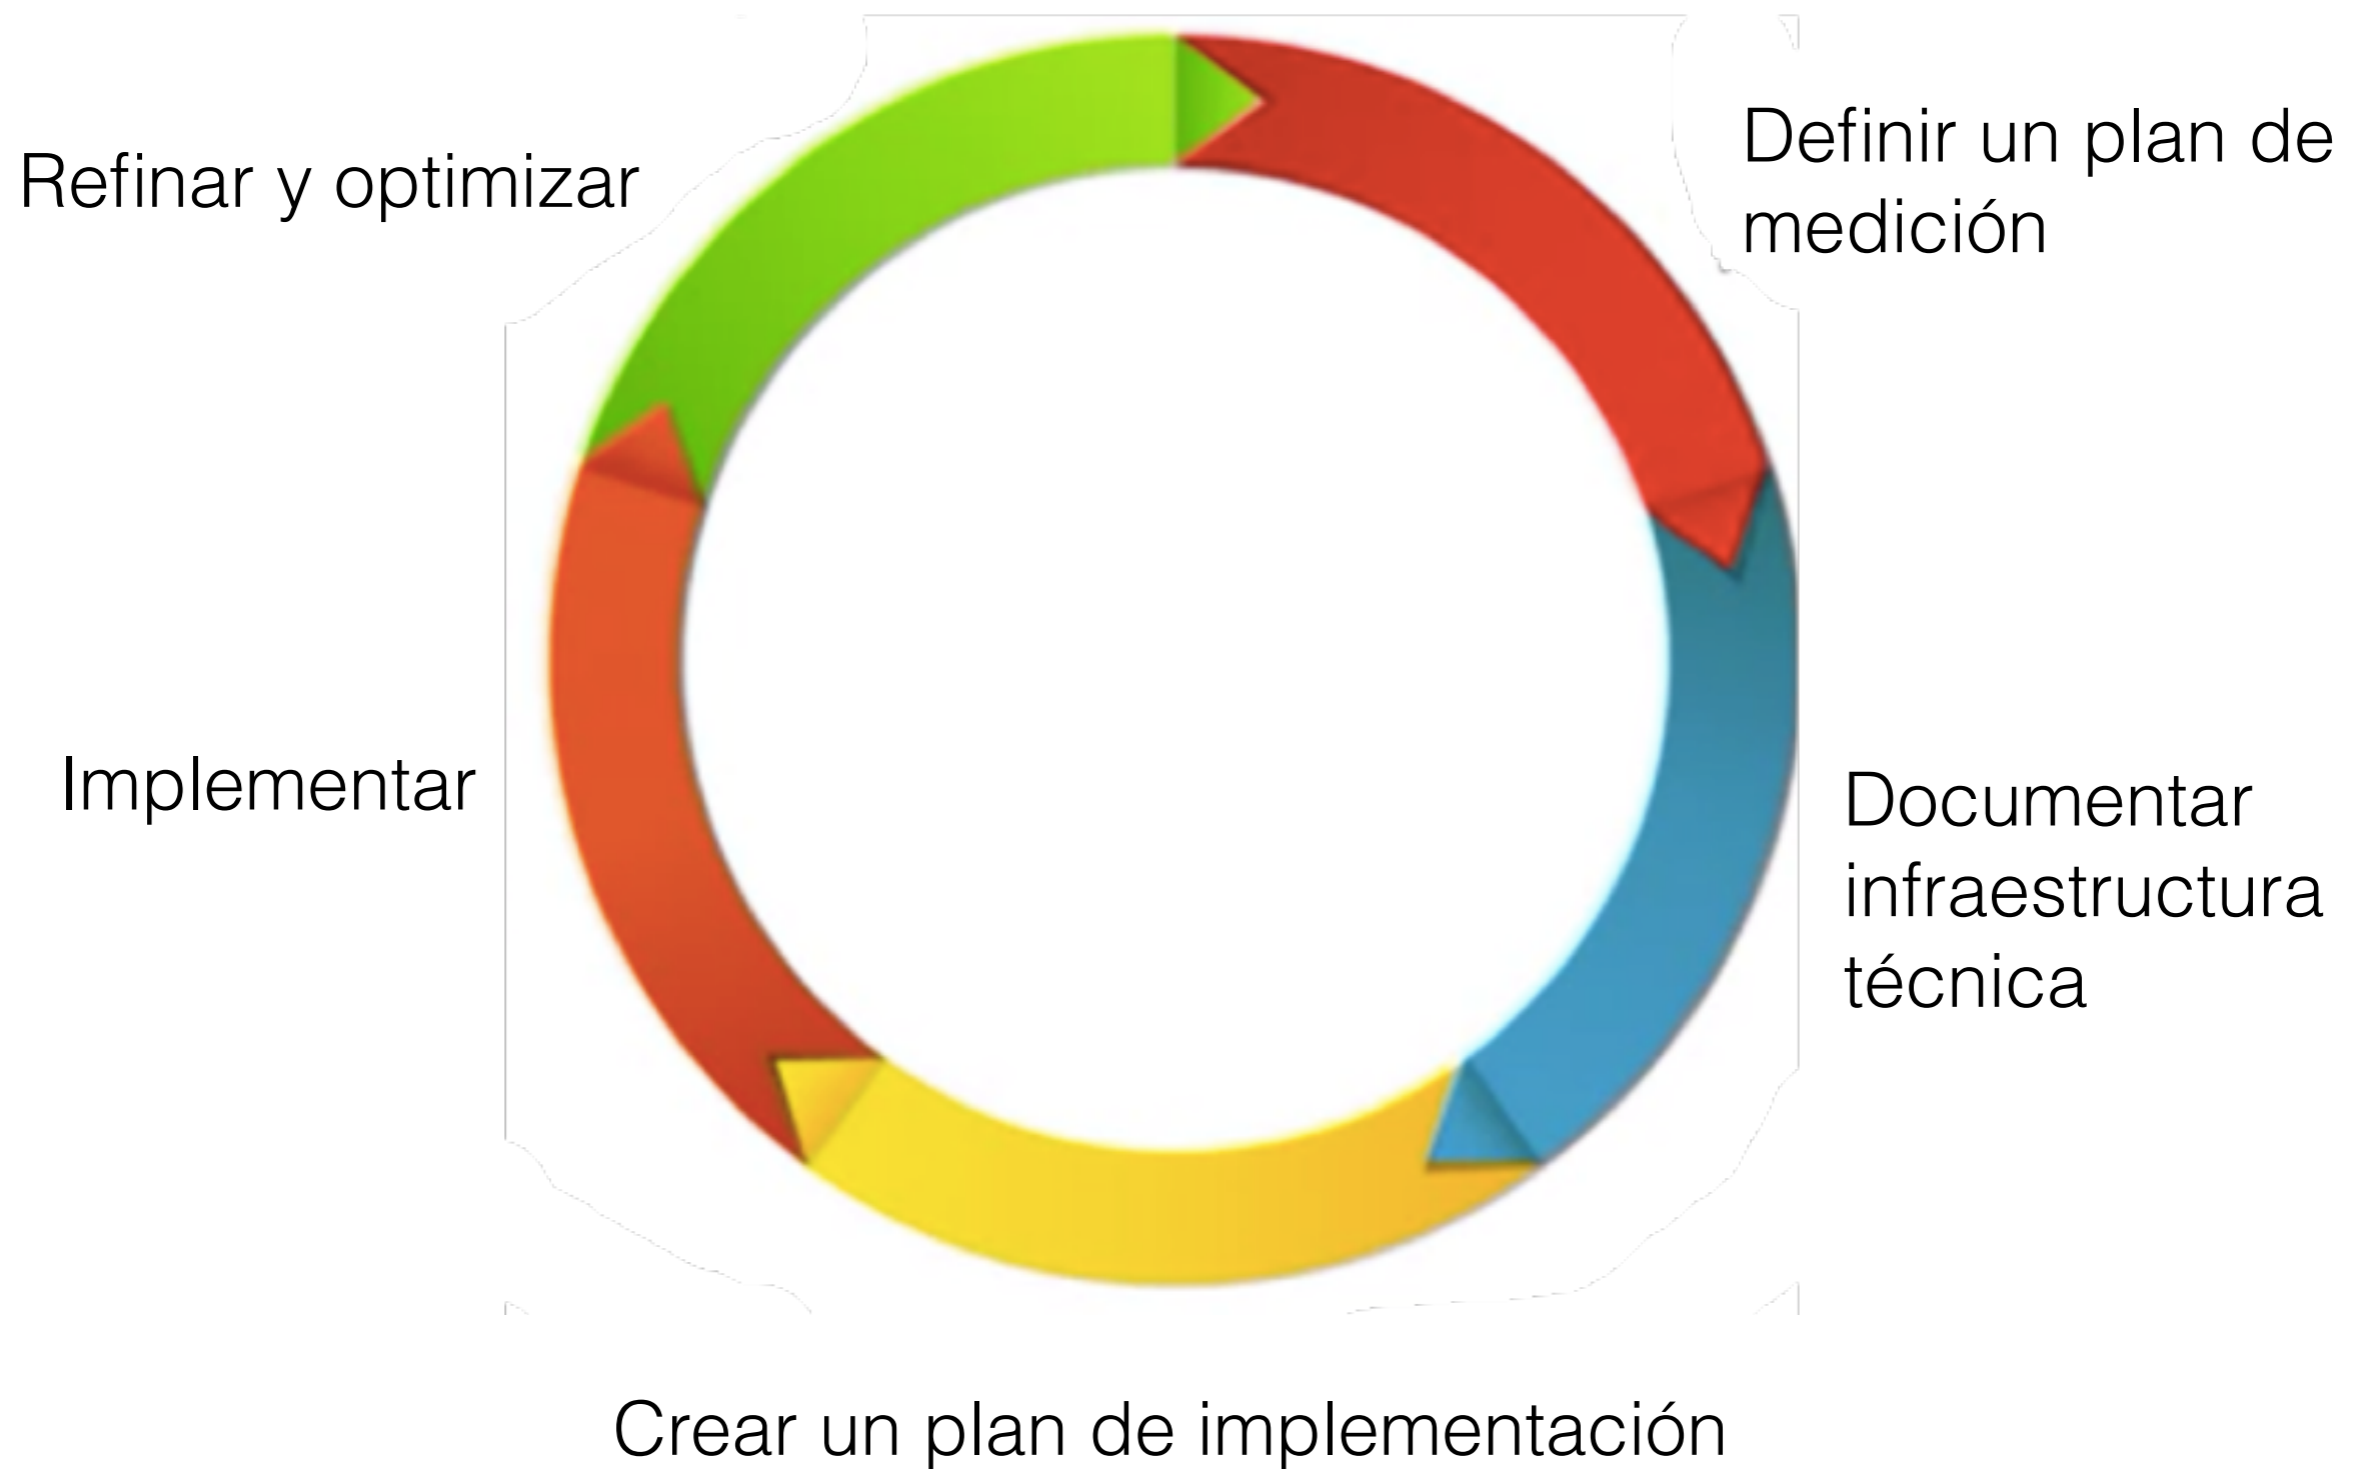 Refinar y optimizar
Definir un plan de
medición
Implementar
Documentar
infraestructura
técnica
Crear un plan de implementación